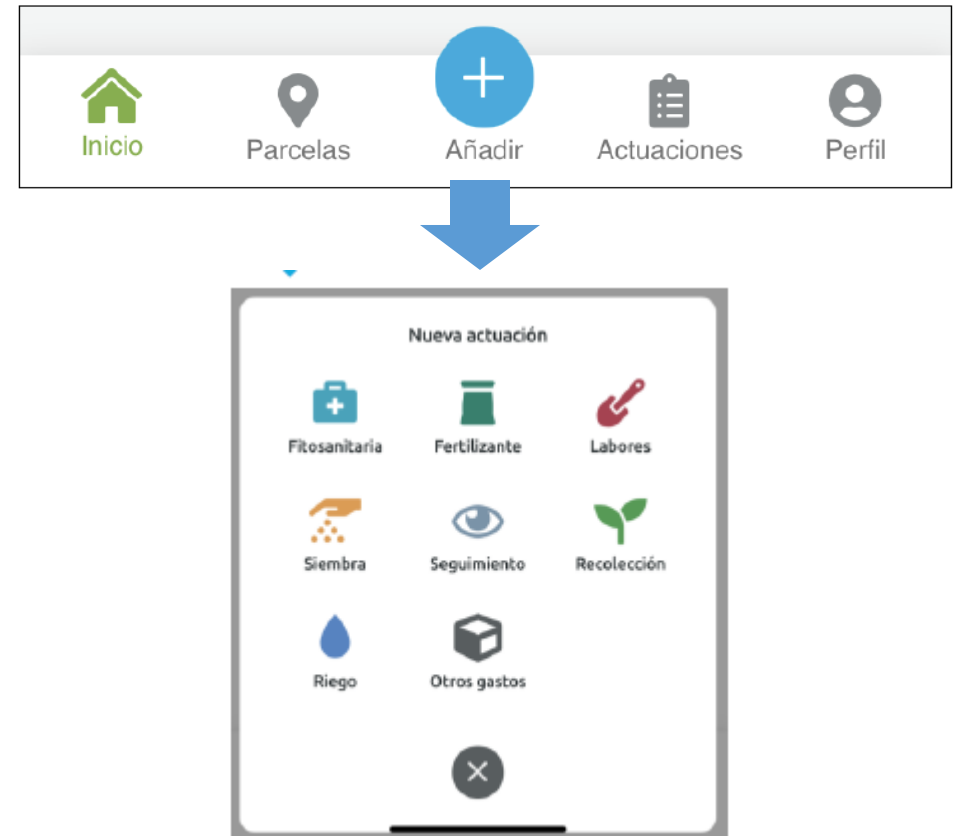 Inicio
Parcelas
Añadir
Actuaciones
Perfil
Nueva actuación
Fitosanitaria
Fertilizante
Labores
Siembra
Seguimiento
Recolección
Riego
Otros gastos